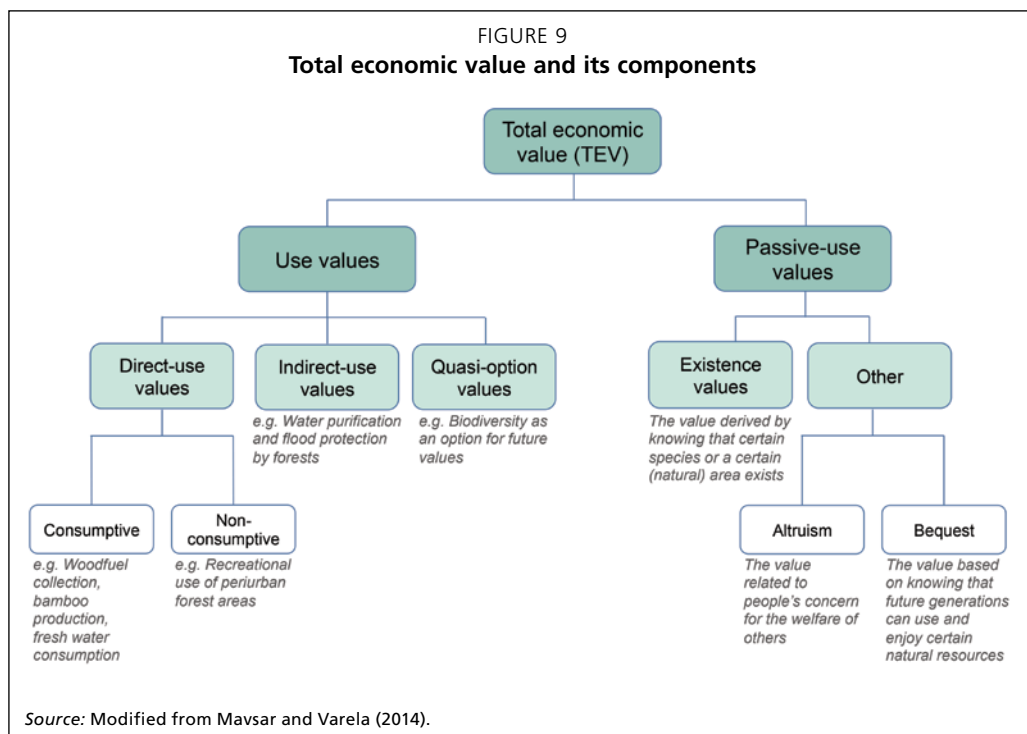 FIGURE 9
Total economic value and its components
Total economic
value (TEV)
Use values
Passive-use
values
Direct-use
values
Indirect-use
values
e.g. Water purification
and flood protection
by forests
Quasi-option
values
e.g. Biodiversity as
an option for future
values
Existence
values
The value derived by
knowing that certain
species or a certain
(natural) area exists
Other
Consumptive
e.g. Woodfuel
collection,
bamboo
production,
fresh water
consumption
Non-
consumptive
e.g. Recreational
use of periurban
forest areas
Altruism
The value
related to
people's concern
for the welfare of
others
Bequest
The value based
on knowing that
future generations
can use and
enjoy certain
natural resources
Source: Modified from Mavsar and Varela (2014).